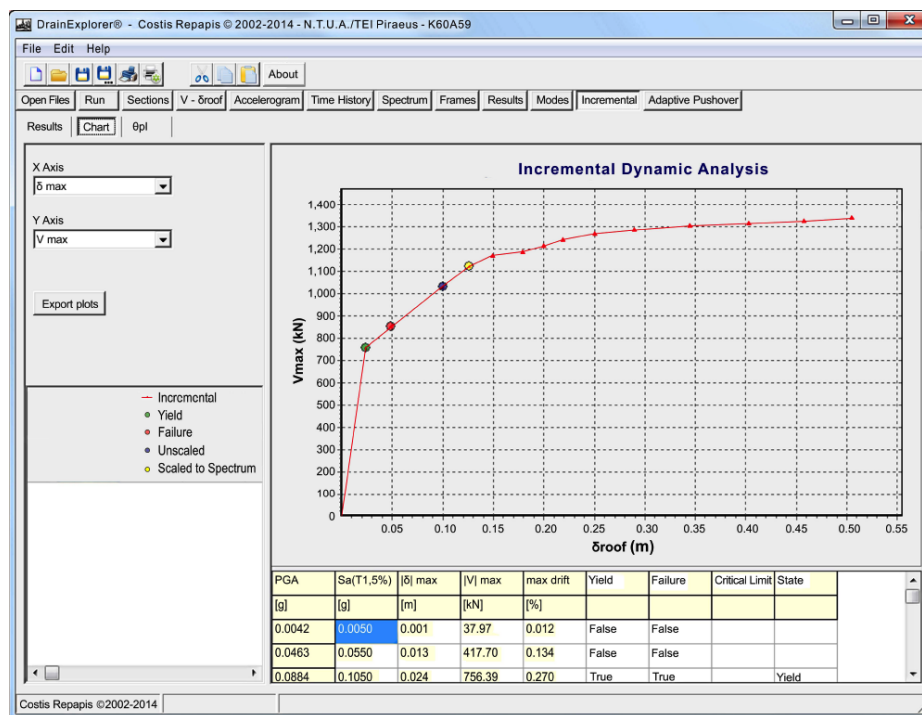 DrainExplorer® - Costis Repapis © 2002-2014 - N.T.U.A./TEI Piraeus - K60A59
File Edit Help
About
Open Files Run Sections V - δroof Accelerogram Time History Spectrum Frames Results Modes Incremental Adaptive Pushover
Results Chart θpl
X Axis
δ max
Y Axis
V max
Export plots
Incremental
Yield
Failure
Unscaled
Scaled to Spectrum
Incremental Dynamic Analysis
Vmax (kN)
1,400
1,300
1,200
1,100
1,000
900
800
700
600
500
400
300
200
100
0
0.05 0.10 0.15 0.20 0.25 0.30 0.35 0.40 0.45 0.50 0.55
δroof (m)
PGA Sa(T1,5%) |δ| max |V| max max drift Yield Failure Critical Limit State
[g] [g] [m] [kN] [%]
0.0042 0.0050 0.001 37.97 0.012 False False
0.0463 0.0550 0.013 417.70 0.134 False False
0.0884 0.1050 0.024 756.39 0.270 True True Yield
Costis Repapis ©2002-2014